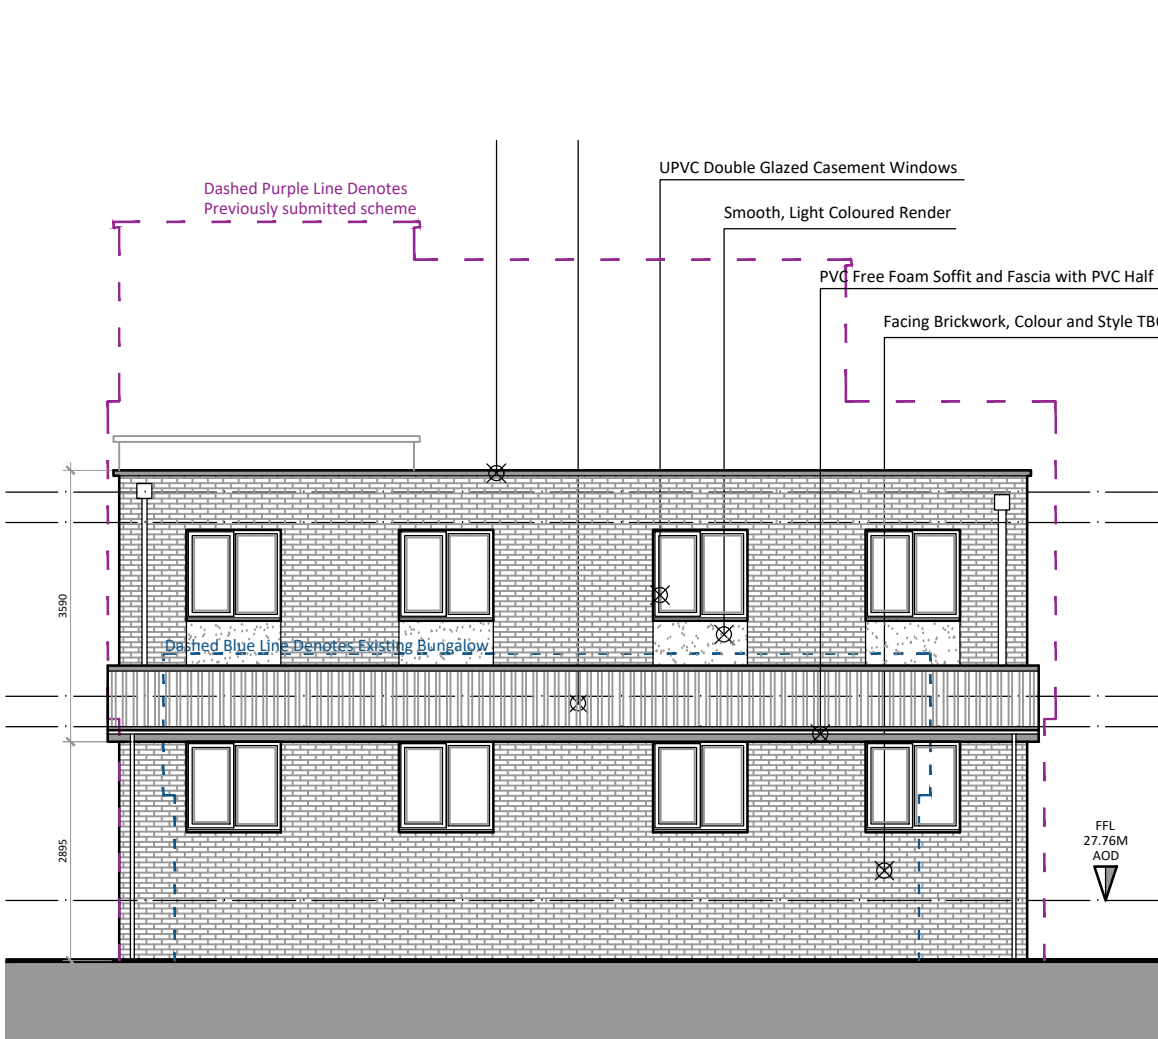 UPVC Double Glazed Casement Windows
Dashed Purple Line Denotes
Previously submitted scheme
Smooth, Light Coloured Render
PVC Free Foam Soffit and Fascia with PVC Half
Facing Brickwork, Colour and Style TBC
3590
Dashed Blue Line Denotes Existing Bungalow
2895
FFL
27.76M
AOD